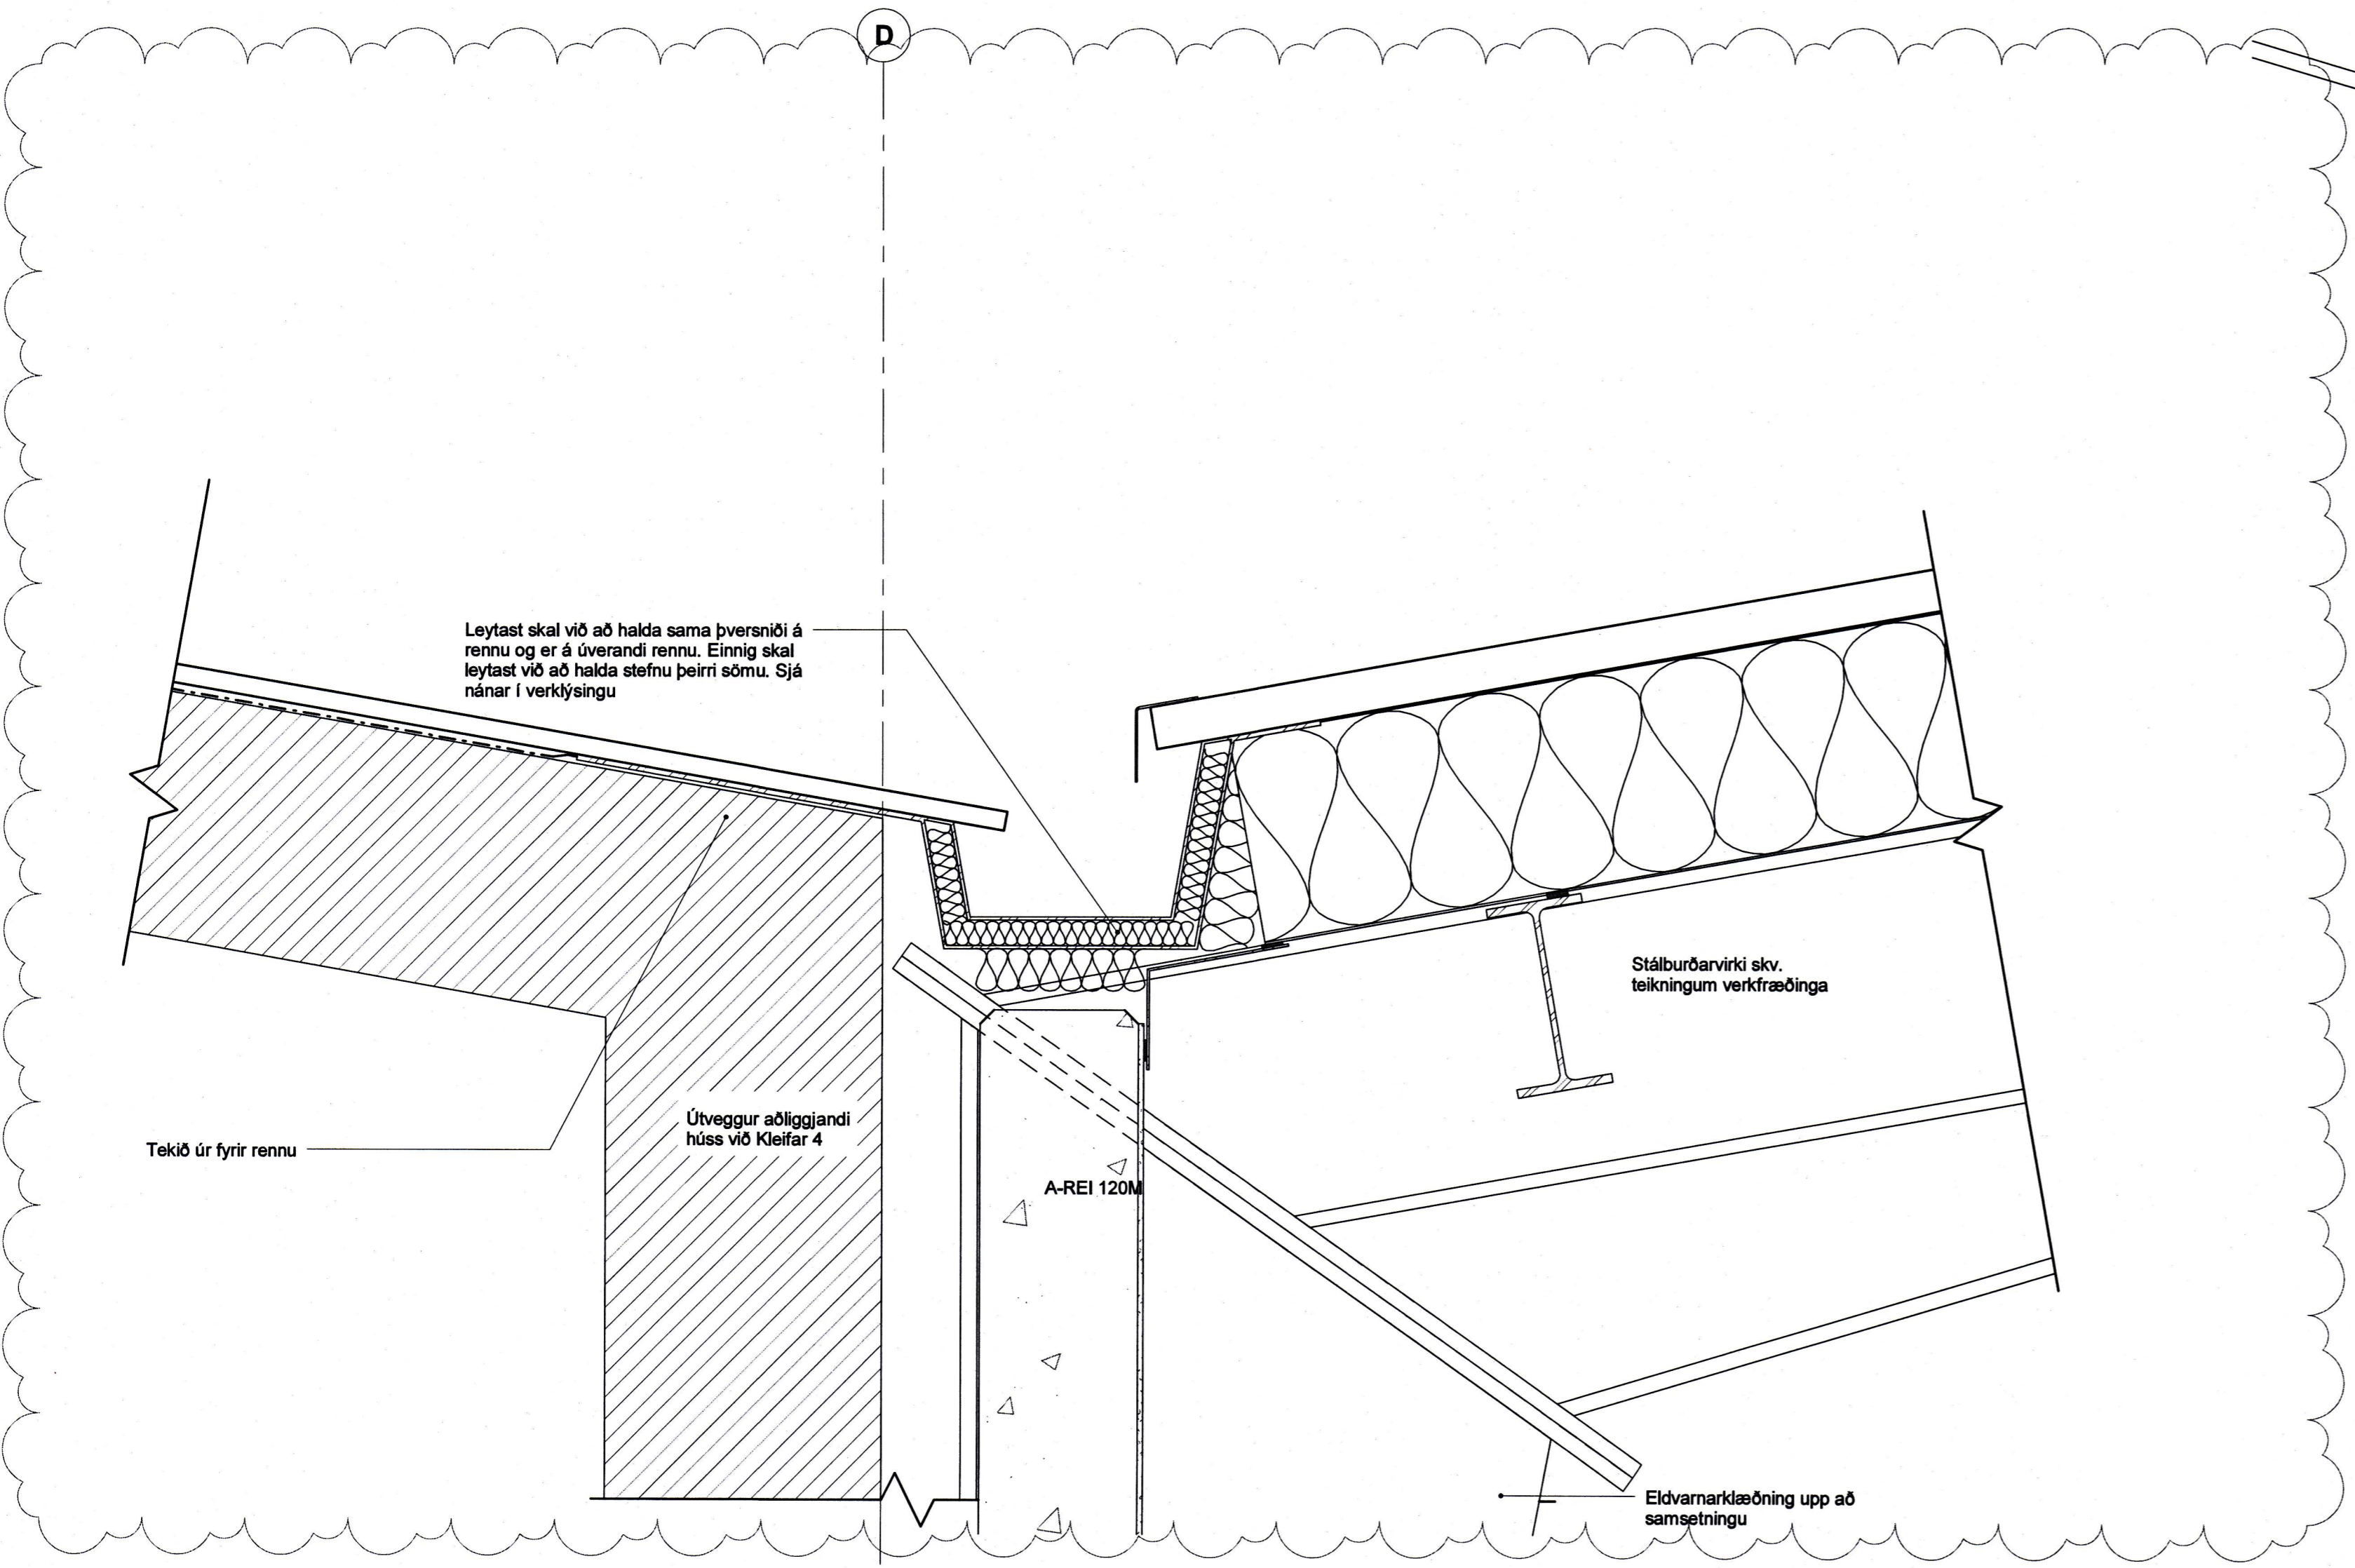 D
Leytast skal við að halda sama þversniði á
rennu og er á úverandi rennu. Einnig skal
leytast við að halda stefnu þeirri sömu. Sjá
nánar í verklýsingu
Stálburðarvirki skv.
teikningum verkfræðinga
Útveggur aðliggjandi
húss við Kleifar 4
Tekið úr fyrir rennu
A-REI 120M
Eldvarnarklæðning upp að
samsetningu